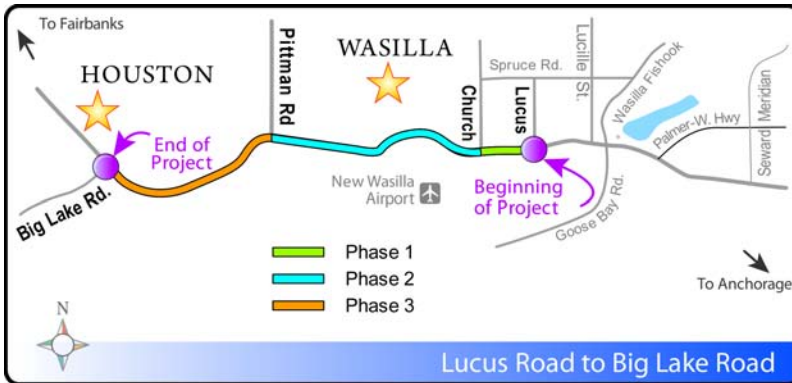 To Fairbanks
HOUSTON
Pittman Rd
WASILLA
Church
Lucus
Spruce Rd.
Lucille St.
Wasilla Fishook
Palmer-W. Hwy
Seward Meridian
End of
Project
Big Lake Rd.
New Wasilla
Airport
Beginning
of Project
Goose Bay Rd.
To Anchorage
Phase 1
Phase 2
Phase 3
N
Lucus Road to Big Lake Road